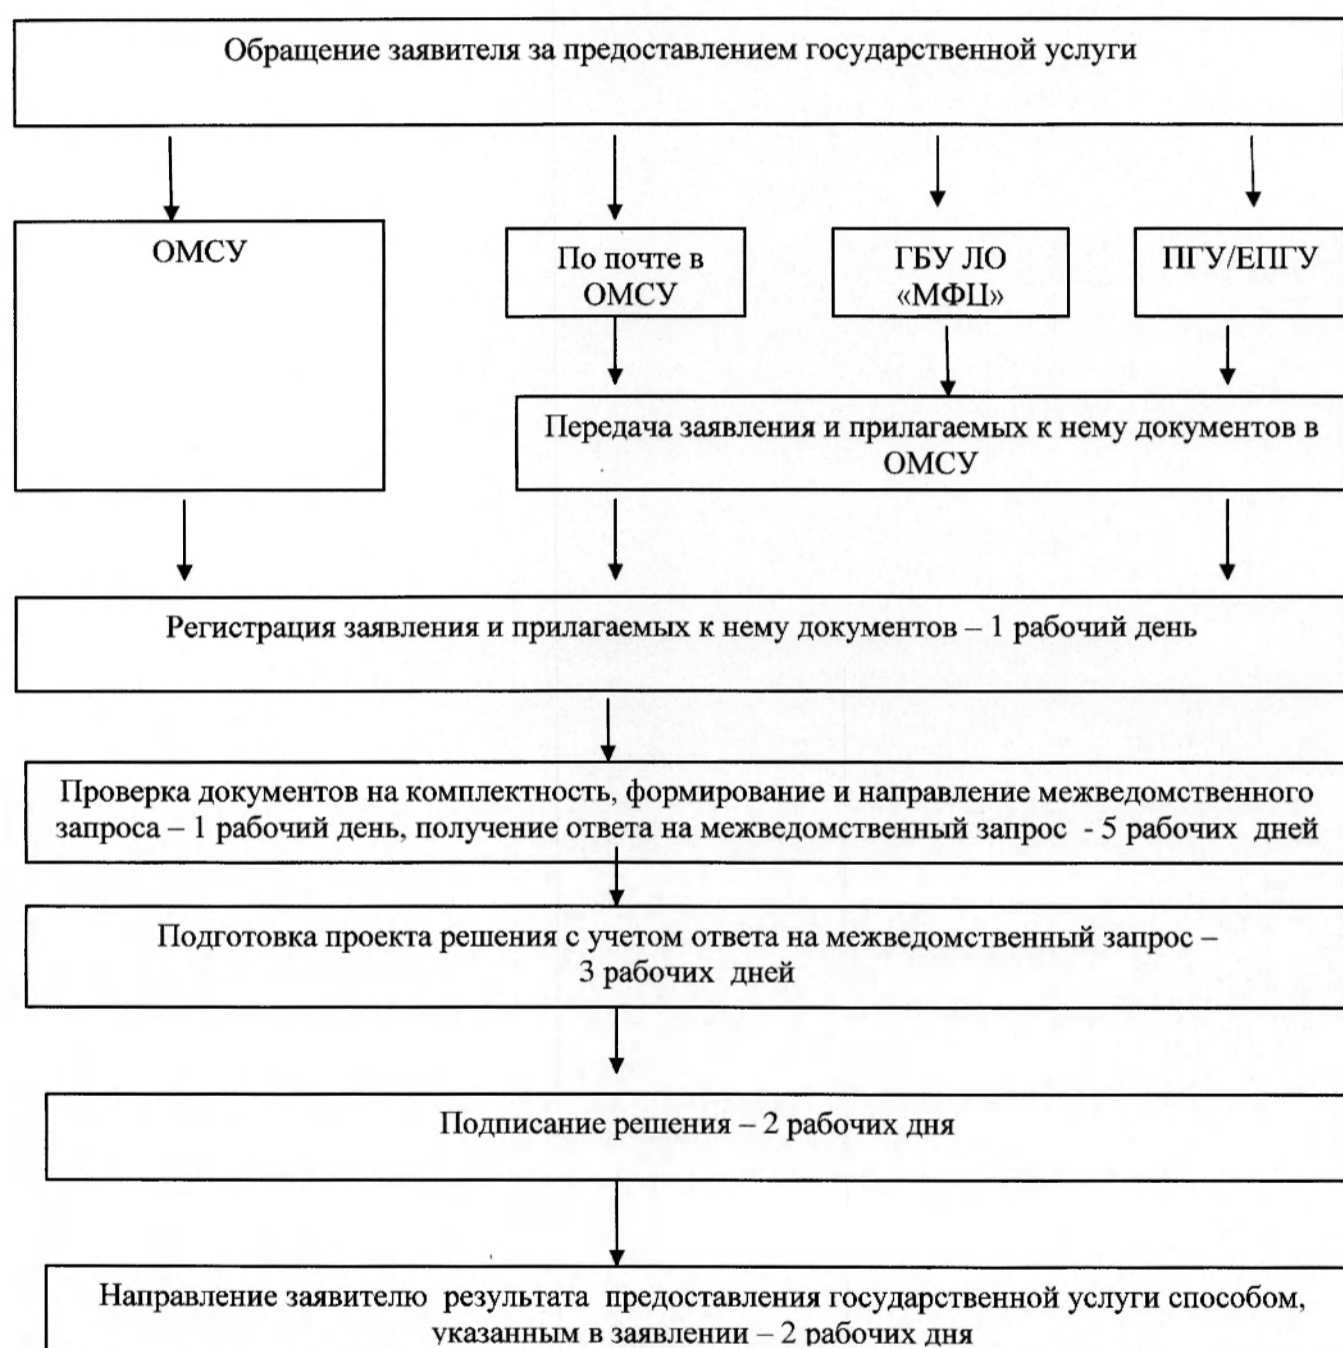 Обращение заявителя за предоставлением государственной услуги
ОМСУ
По почте в
ОМСУ
ГБУ ЛО
«МФЦ»
ПГУ/ЕПГУ
Передача заявления и прилагаемых к нему документов в
ОМСУ
Регистрация заявления и прилагаемых к нему документов – 1 рабочий день
Проверка документов на комплектность, формирование и направление межведомственного
запроса – 1 рабочий день, получение ответа на межведомственный запрос - 5 рабочих дней
Подготовка проекта решения с учетом ответа на межведомственный запрос –
3 рабочих дней
Подписание решения – 2 рабочих дня
Направление заявителю результата предоставления государственной услуги способом,
указанным в заявлении – 2 рабочих дня